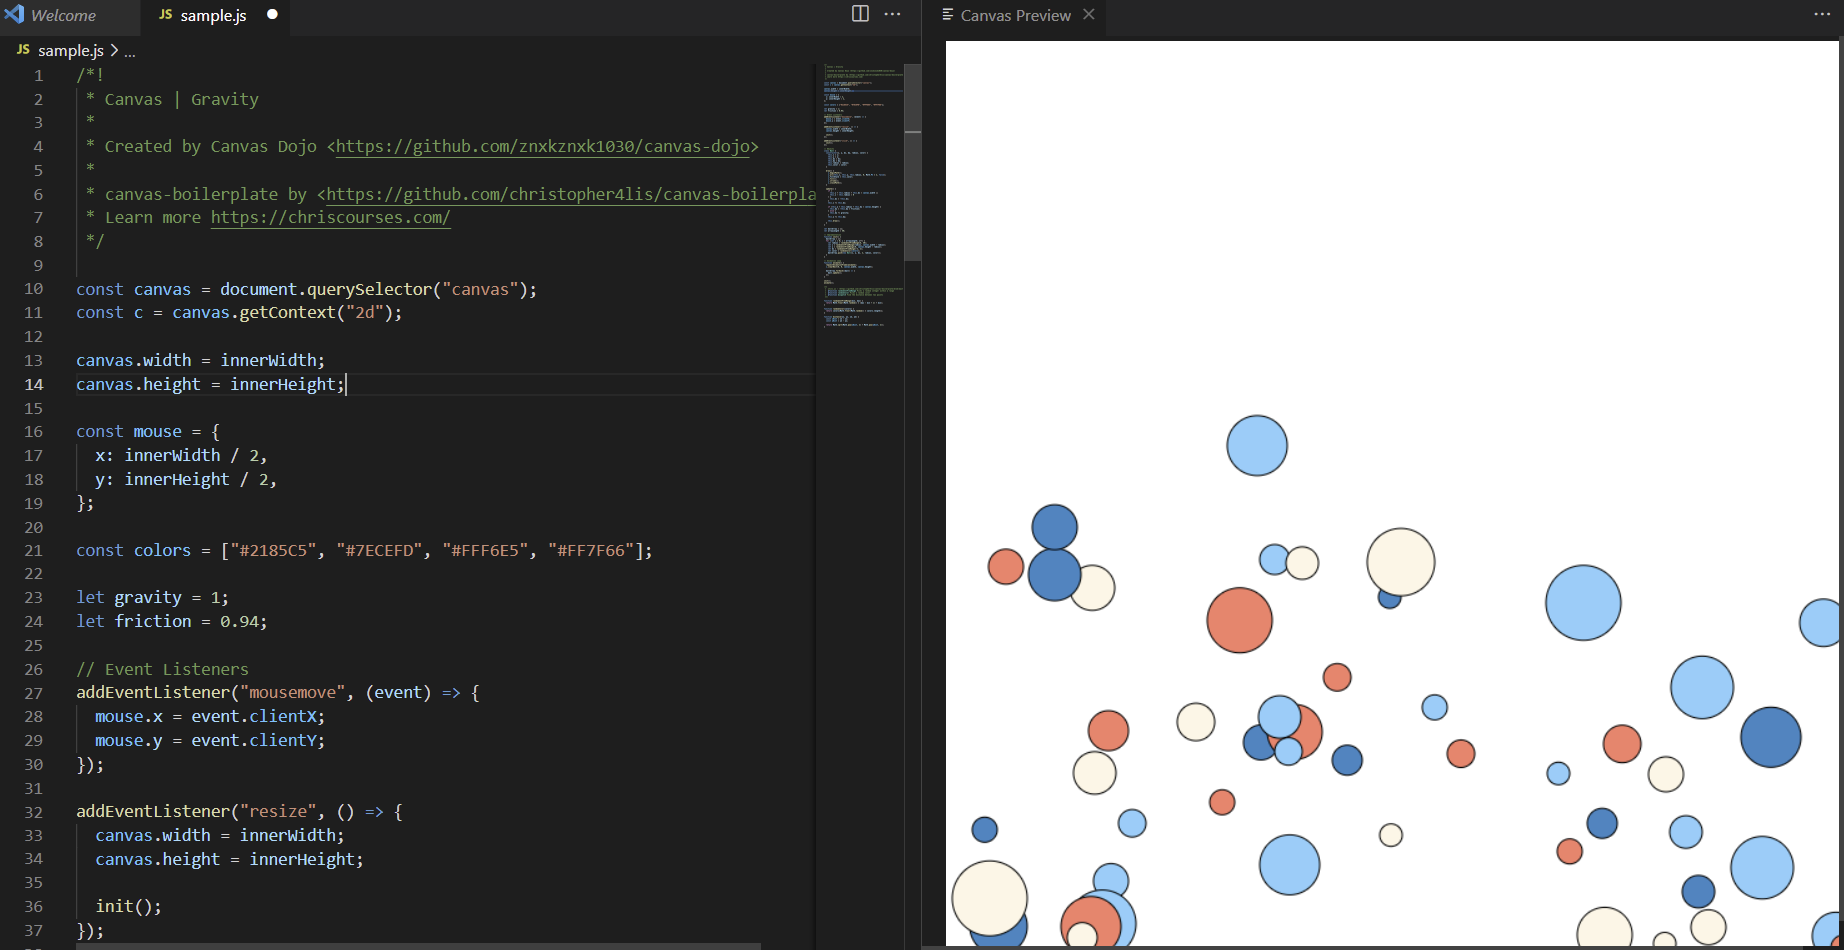 Welcome
JS sample.js
JS sample.js > ...
1 /*!
2 * Canvas | Gravity
3 *
4 * Created by Canvas Dojo <https://github.com/znxkznxk1030/canvas-dojo>
5 *
6 * canvas-boilerplate by <https://github.com/christopher4lis/canvas-boilerpla
7 * Learn more https://chriscourses.com/
8 */
9
10 const canvas = document.querySelector("canvas");
11 const c = canvas.getContext("2d");
12
13 canvas.width = innerWidth;
14 canvas.height = innerHeight;
15
16 const mouse = {
17 x: innerWidth / 2,
18 y: innerHeight / 2,
19 };
20
21 const colors = ["#2185C5", "#7ECEFD", "#FFF6E5", "#FF7F66"];
22
23 let gravity = 1;
24 let friction = 0.94;
25
26 // Event Listeners
27 addEventListener("mousemove", (event) => {
28 mouse.x = event.clientX;
29 mouse.y = event.clientY;
30 });
31
32 addEventListener("resize", () => {
33 canvas.width = innerWidth;
34 canvas.height = innerHeight;
35
36 init();
37 });
Canvas Preview